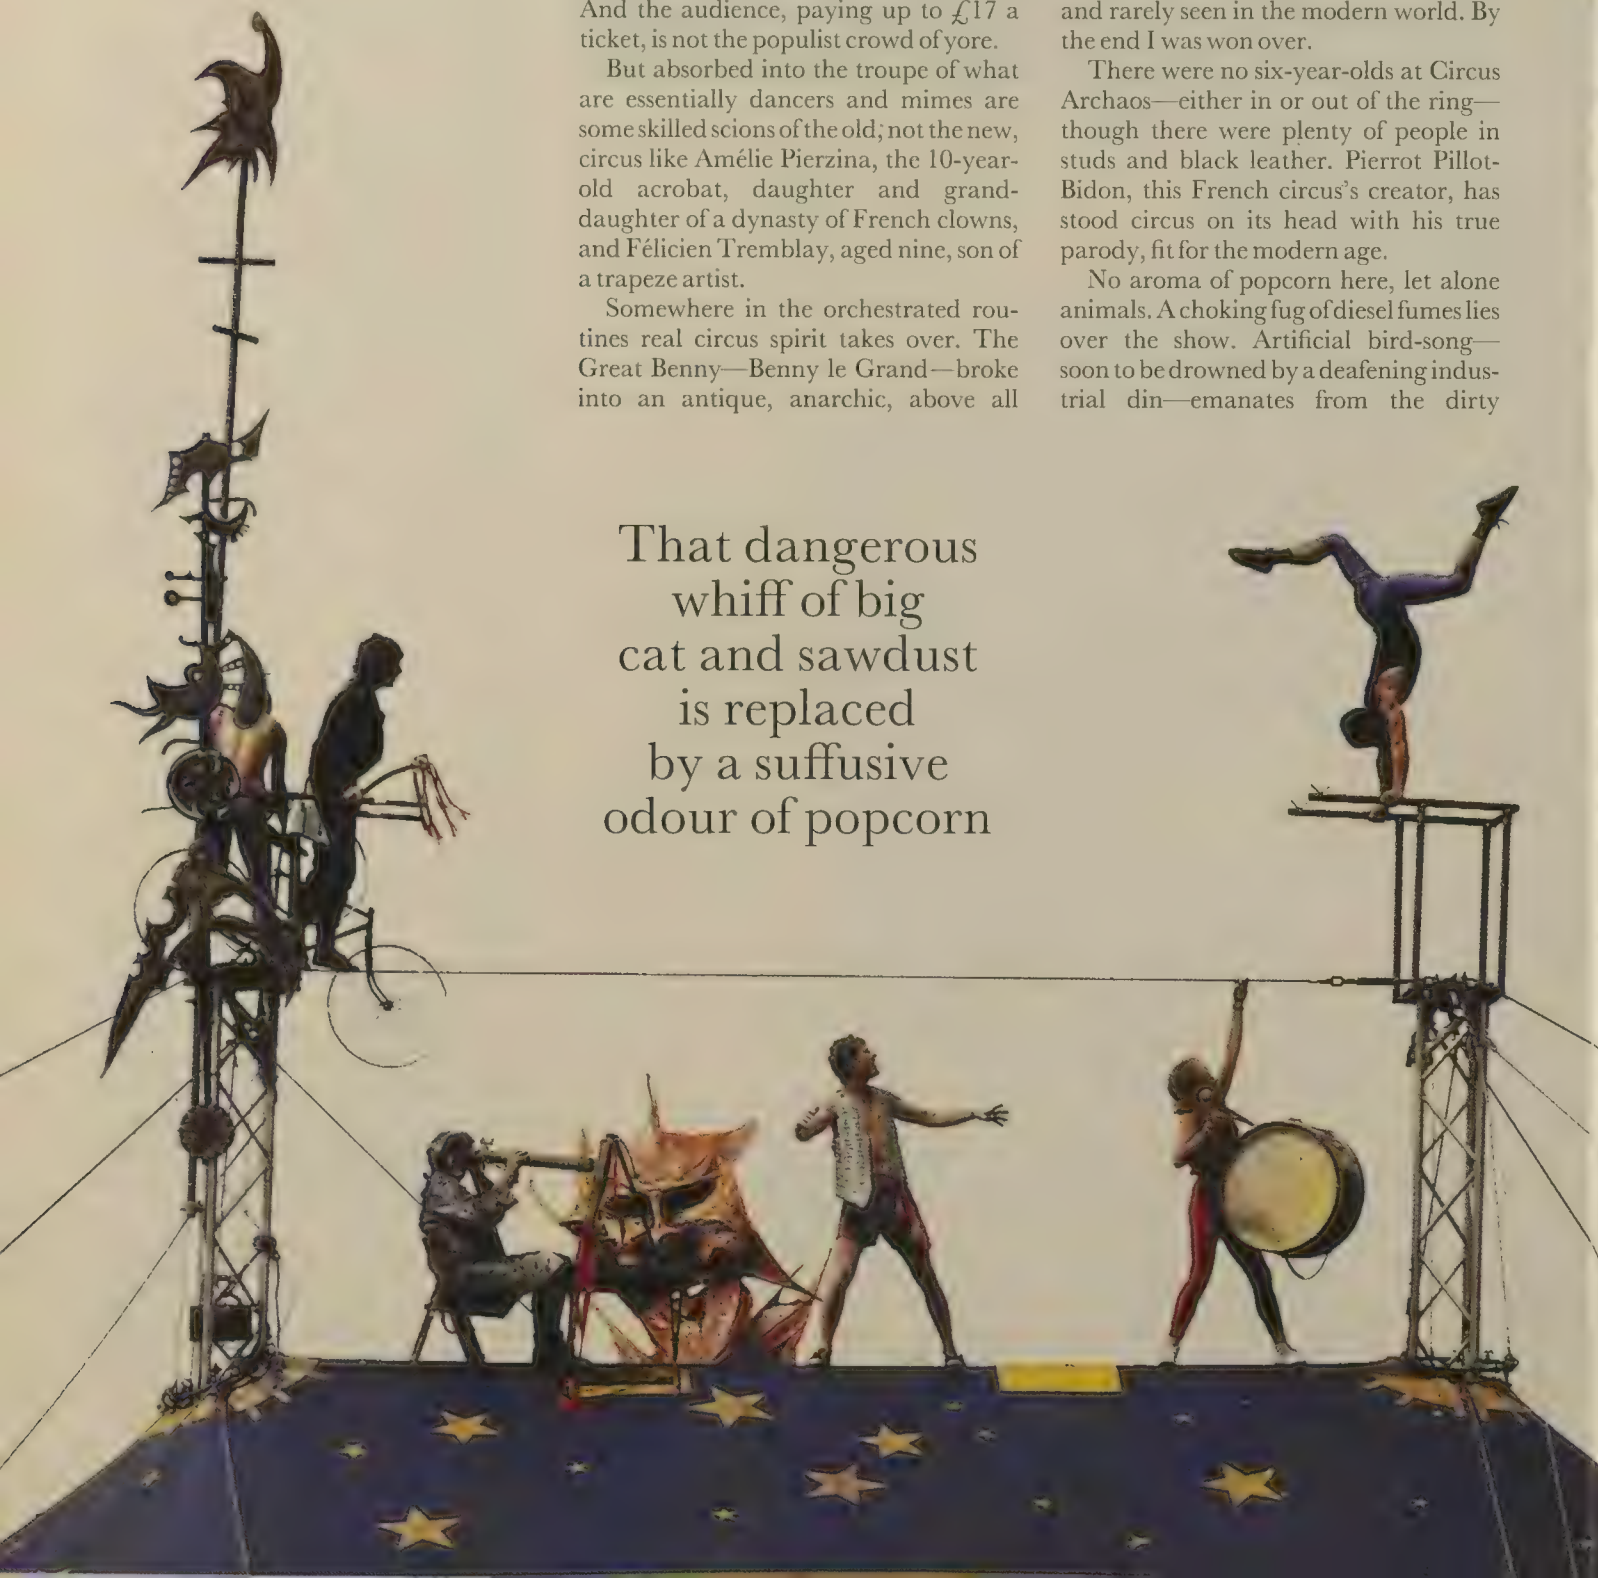 And the audience, paying up to £17 a
ticket, is not the populist crowd of yore.
But absorbed into the troupe of what
are essentially dancers and mimes are
some skilled scions of the old, not the new,
circus like Amélie Pierzina, the 10-year-
old acrobat, daughter and grand-
daughter of a dynasty of French clowns,
and Félicien Tremblay, aged nine, son of
a trapeze artist.
Somewhere in the orchestrated rou-
tines real circus spirit takes over. The
Great Benny—Benny le Grand—broke
into an antique, anarchic, above all
and rarely seen in the modern world. By
the end I was won over.
There were no six-year-olds at Circus
Archaos—either in or out of the ring—
though there were plenty of people in
studs and black leather. Pierrot Pillot-
Bidon, this French circus's creator, has
stood circus on its head with his true
parody, fit for the modern age.
No aroma of popcorn here, let alone
animals. A choking fug of diesel fumes lies
over the show. Artificial bird-song—
soon to be drowned by a deafening indus-
trial din—emanates from the dirty
That dangerous
whiff of big
cat and sawdust
is replaced
by a suffusive
odour of popcorn